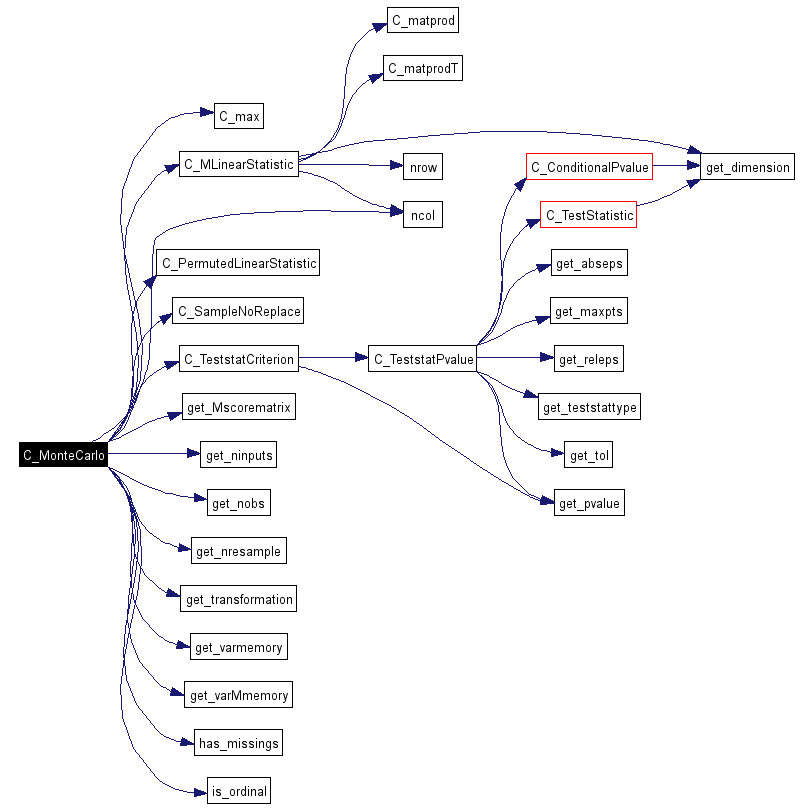 C_matprod
C_matprodT
C_max
C_MLinearStatistic
nrow
C_ConditionalPvalue
get_dimension
ncol
C_TestStatistic
C_PermutedLinearStatistic
get_abseps
C_SampleNoReplace
get_maxpts
C_TeststatCriterion
C_TeststatPvalue
get_releps
get_Mscorematrix
get_teststattype
C_MonteCarlo
get_ninputs
get_tol
get_nobs
get_pvalue
get_nresample
get_transformation
get_varmemory
get_varMmemory
has_missings
is_ordinal